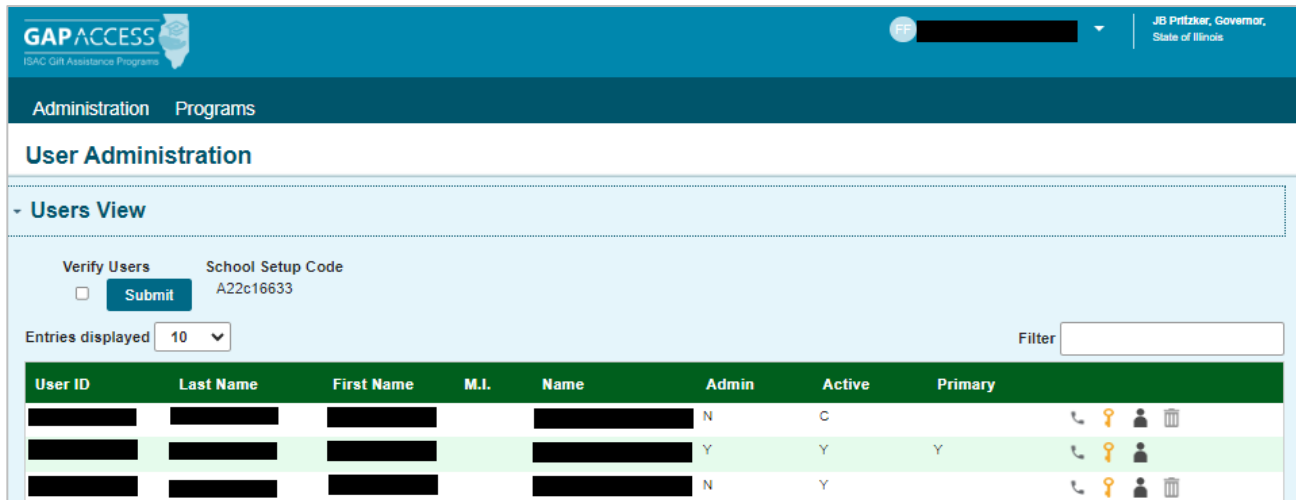 GAP ACCESS
ISAC Gift Assistance Programs
FF
JB Pritzker, Governor,
State of Illinois
Administration Programs
User Administration
Users View
Verify Users School Setup Code
Submit A22c16633
Entries displayed 10 Filter
User ID Last Name First Name M.I. Name Admin Active Primary
N C
Y Y Y
N Y